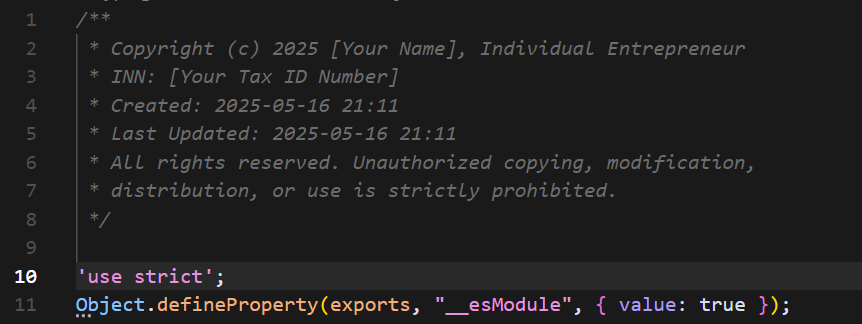 1 /**
2 * Copyright (c) 2025 [Your Name], Individual Entrepreneur
3 * INN: [Your Tax ID Number]
4 * Created: 2025-05-16 21:11
5 * Last Updated: 2025-05-16 21:11
6 * All rights reserved. Unauthorized copying, modification,
7 * distribution, or use is strictly prohibited.
8 */
9
10 'use strict';
11 Object.defineProperty(exports, "__esModule", { value: true });